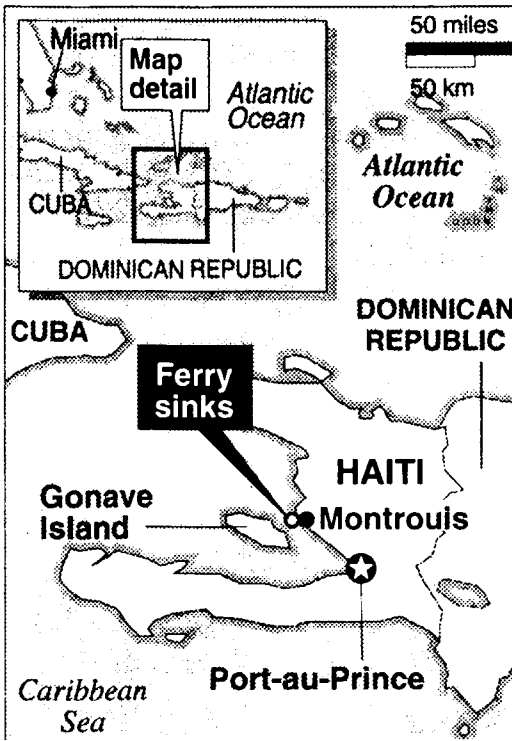 50 miles
50 km
Miami
Map
detail
Atlantic
Ocean
CUBA
DOMINICAN REPUBLIC
Atlantic
Ocean
CUBA
DOMINICAN
REPUBLIC
Ferry
sinks
HAITI
Gonave
Island
Montrouis
Port-au-Prince
Caribbean
Sea